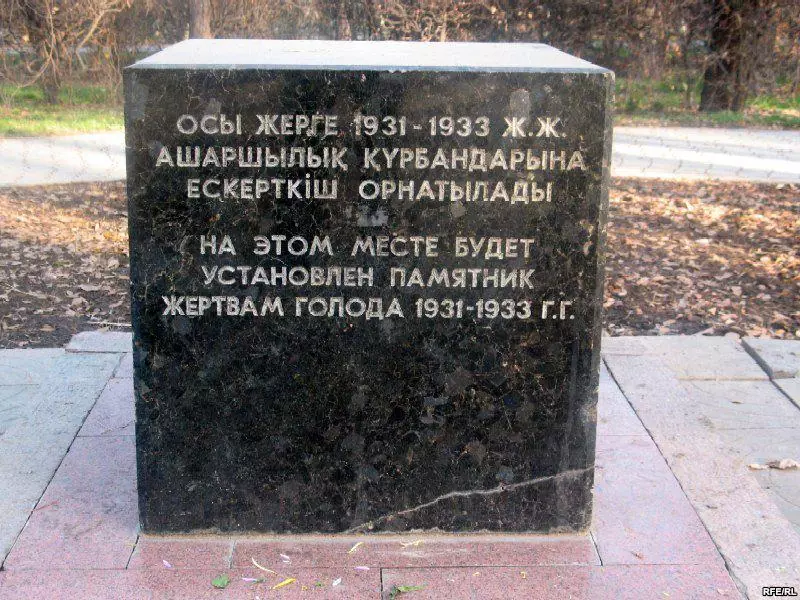 ОСЫ ЖЕРГЕ 1931-1933 Ж.Ж.
АШАРШЫЛЫҚ ҚҰРБАНДАРЫНА
ЕСКЕРТКІШ ОРНАТЫЛАДЫ
НА ЭТОМ МЕСТЕ БУДЕТ
УСТАНОВЛЕН ПАМЯТНИК
ЖЕРТВАМ ГОЛОДА 1931-1933 Г.Г.
RFE/RL